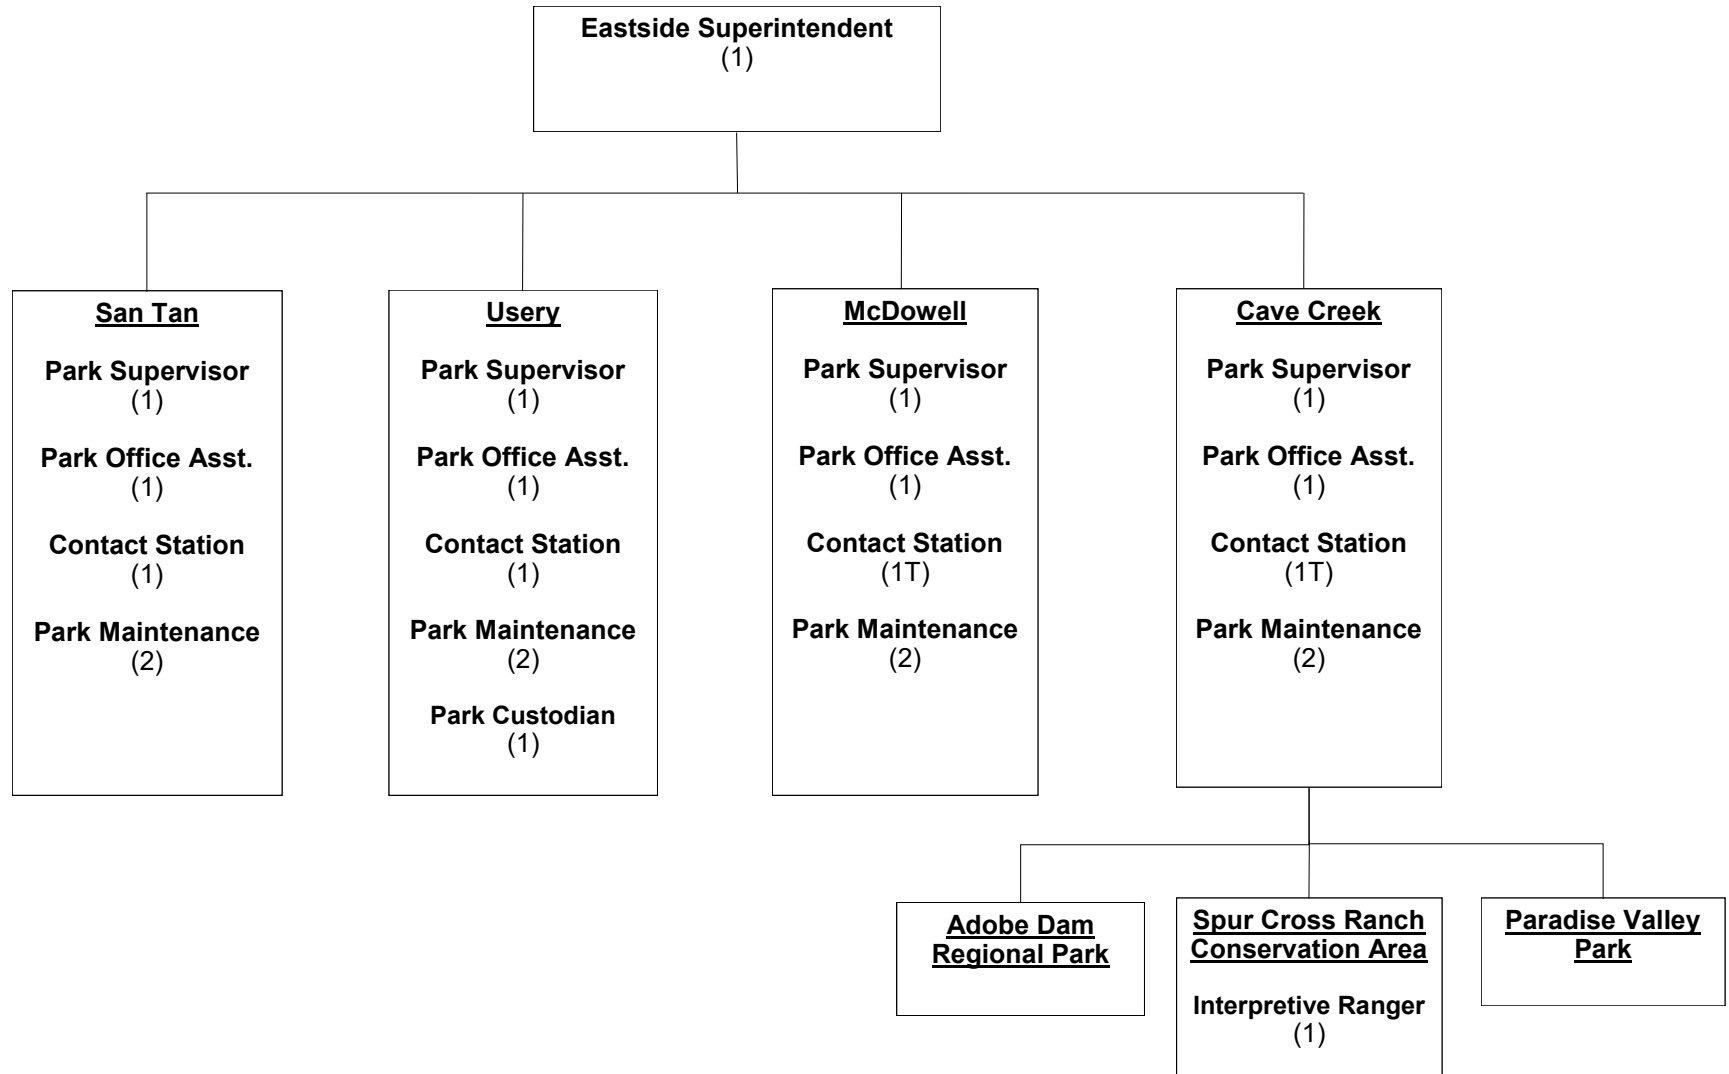 Eastside Superintendent
(1)
San Tan
Park Supervisor
(1)
Park Office Asst.
(1)
Contact Station
(1)
Park Maintenance
(2)
Usery
Park Supervisor
(1)
Park Office Asst.
(1)
Contact Station
(1)
Park Maintenance
(2)
Park Custodian
(1)
McDowell
Park Supervisor
(1)
Park Office Asst.
(1)
Contact Station
(1T)
Park Maintenance
(2)
Cave Creek
Park Supervisor
(1)
Park Office Asst.
(1)
Contact Station
(1T)
Park Maintenance
(2)
Adobe Dam
Regional Park
Spur Cross Ranch
Conservation Area
Interpretive Ranger
(1)
Paradise Valley
Park